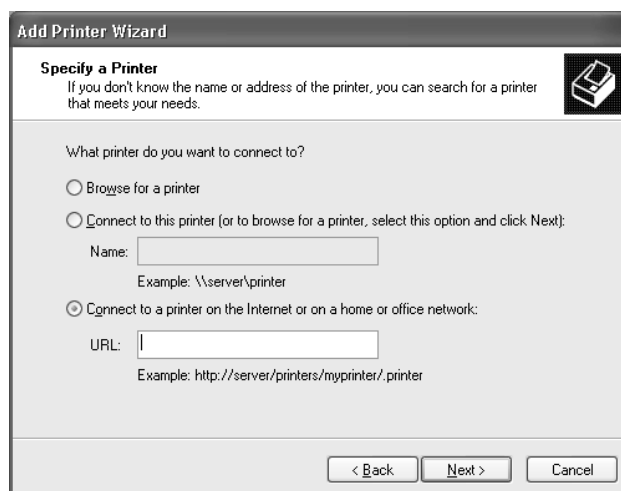 Add Printer Wizard
Specify a Printer
If you don't know the name or address of the printer, you can search for a printer
that meets your needs.
What printer do you want to connect to?
Browse for a printer
Connect to this printer (or to browse for a printer, select this option and click Next):
Name:
Example: \\server\printer
Connect to a printer on the Internet or on a home or office network:
URL:
Example: http://server/printers/myprinter/.printer
< Back Next > Cancel